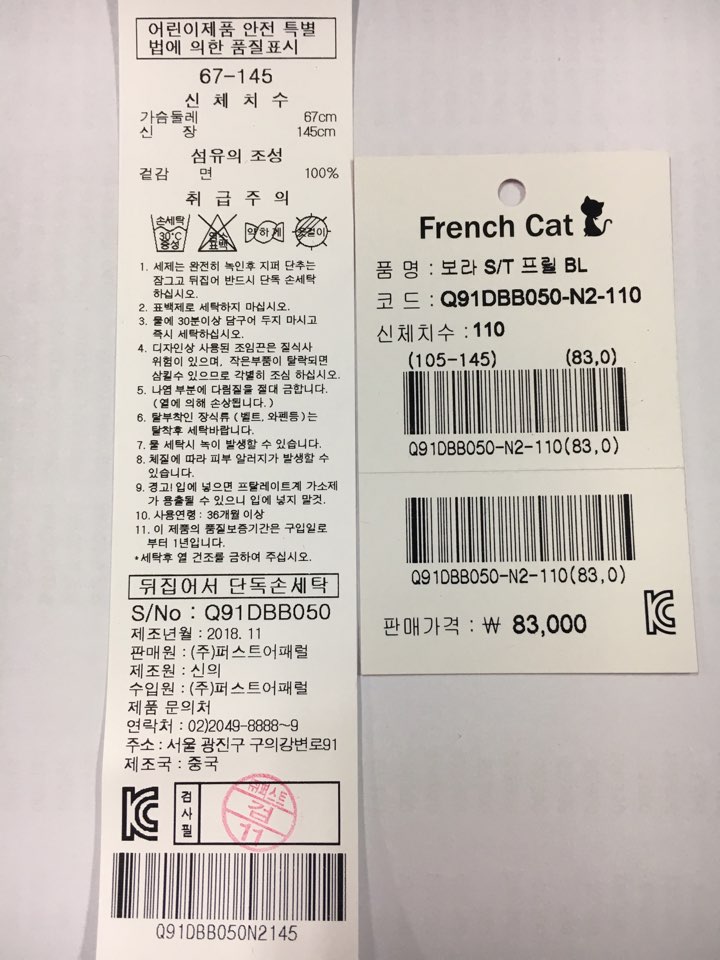 어린이제품 안전 특별
법에 의한 품질표시
67-145
신 체 치 수
가슴둘레 67cm
신 장 145cm
섬유의 조성
겉감 면 100%
취 급 주 의
손세탁 30°C 중성
염소 표백
약하게
옷걸이
1. 세제는 완전히 녹인후 지퍼 단추는
잠그고 뒤집어 반드시 단독 손세탁
하십시오.
2. 표백제로 세탁하지 마십시오.
3. 물에 30분이상 담구어 두지 마시고
즉시 세탁하십시오.
4. 디자인상 사용된 조임끈은 질식사
위험이 있으며, 작은부품이 탈락되면
삼킬수 있으므로 각별히 조심 하십시오.
5. 나염 부분에 다림질을 절대 금합니다.
(열에 의해 손상됩니다.)
6. 탈부착인 장식류(벨트, 와펜등)는
탈착후 세탁바랍니다.
7. 물 세탁시 녹이 발생할 수 있습니다.
8. 체질에 따라 피부 알러지가 발생할 수
있습니다.
9. 경고! 입에 넣으면 프탈레이트계 가소제
가 용출될 수 있으니 입에 넣지 말것.
10. 사용연령 : 36개월 이상
11. 이 제품의 품질보증기간은 구입일로
부터 1년입니다.
*세탁후 열 건조를 금하여 주십시오.
뒤집어서 단독손세탁
S/No : Q91DBB050
제조년월 : 2018. 11
판매원 : (주)퍼스트어패럴
제조원 : 신의
수입원 : (주)퍼스트어패럴
제품 문의처
연락처 : 02)2049-8888~9
주소 : 서울 광진구 구의강변로91
제조국 : 중국
KC
검사필
검
11
Q91DBB050N2145
French Cat
품 명 : 보라 S/T 프릴 BL
코 드 : Q91DBB050-N2-110
신체치수 : 110
(105-145) (83,0)
Q91DBB050-N2-110(83,0)
Q91DBB050-N2-110(83,0)
판매가격 : ₩ 83,000
KC